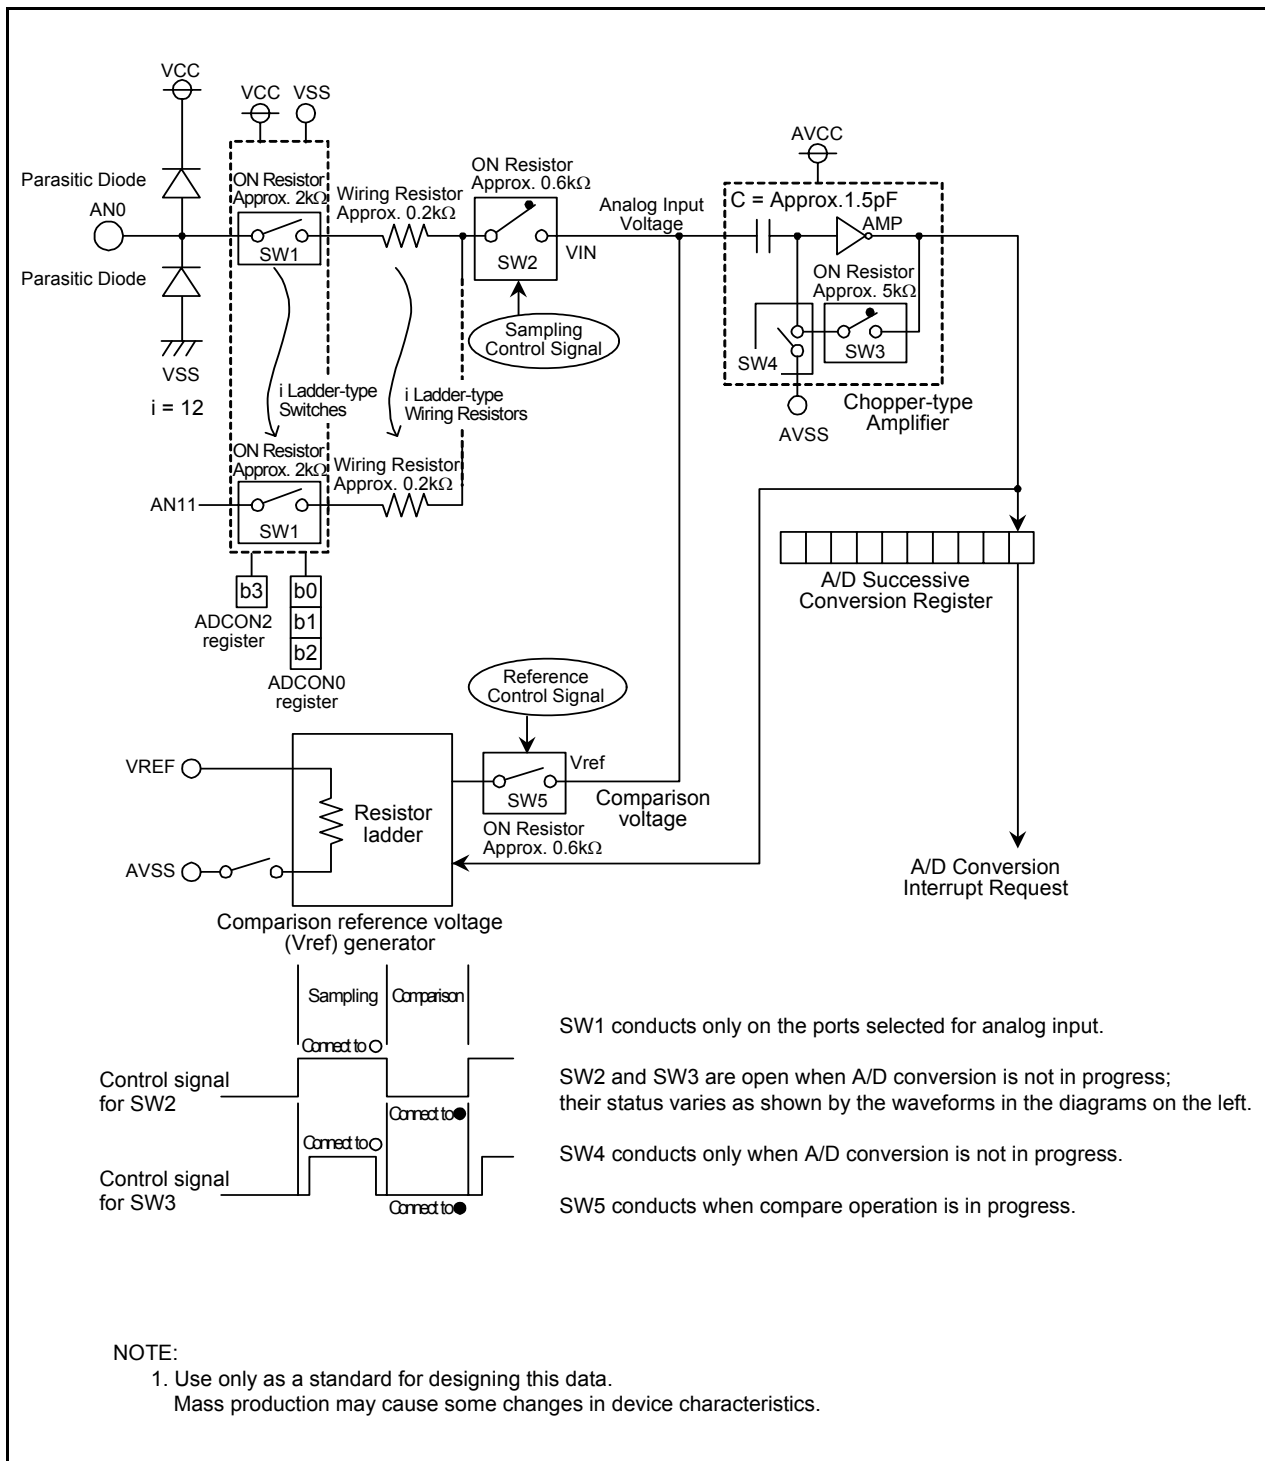 VCC
VCC VSS
AVCC
Parasitic Diode
AN0
Parasitic Diode
VSS
i = 12
ON Resistor
Approx. 2kΩ
SW1
Wiring Resistor
Approx. 0.2kΩ
ON Resistor
Approx. 0.6kΩ
SW2
VIN
Sampling
Control Signal
Analog Input
Voltage
C = Approx.1.5pF
AMP
ON Resistor
Approx. 5kΩ
SW3
SW4
AVSS
Chopper-type
Amplifier
i Ladder-type
Switches
i Ladder-type
Wiring Resistors
ON Resistor
Approx. 2kΩ
Wiring Resistor
Approx. 0.2kΩ
AN11
SW1
b3
ADCON2
register
b0
b1
b2
ADCON0
register
A/D Successive
Conversion Register
Reference
Control Signal
VREF
AVSS
Resistor
ladder
Vref
SW5
ON Resistor
Approx. 0.6kΩ
Comparison
voltage
A/D Conversion
Interrupt Request
Comparison reference voltage
(Vref) generator
Sampling Comparison
Connect to
Control signal
for SW2
Connect to
Connect to
Control signal
for SW3
Connect to
SW1 conducts only on the ports selected for analog input.
SW2 and SW3 are open when A/D conversion is not in progress;
their status varies as shown by the waveforms in the diagrams on the left.
SW4 conducts only when A/D conversion is not in progress.
SW5 conducts when compare operation is in progress.
NOTE:
1. Use only as a standard for designing this data.
Mass production may cause some changes in device characteristics.